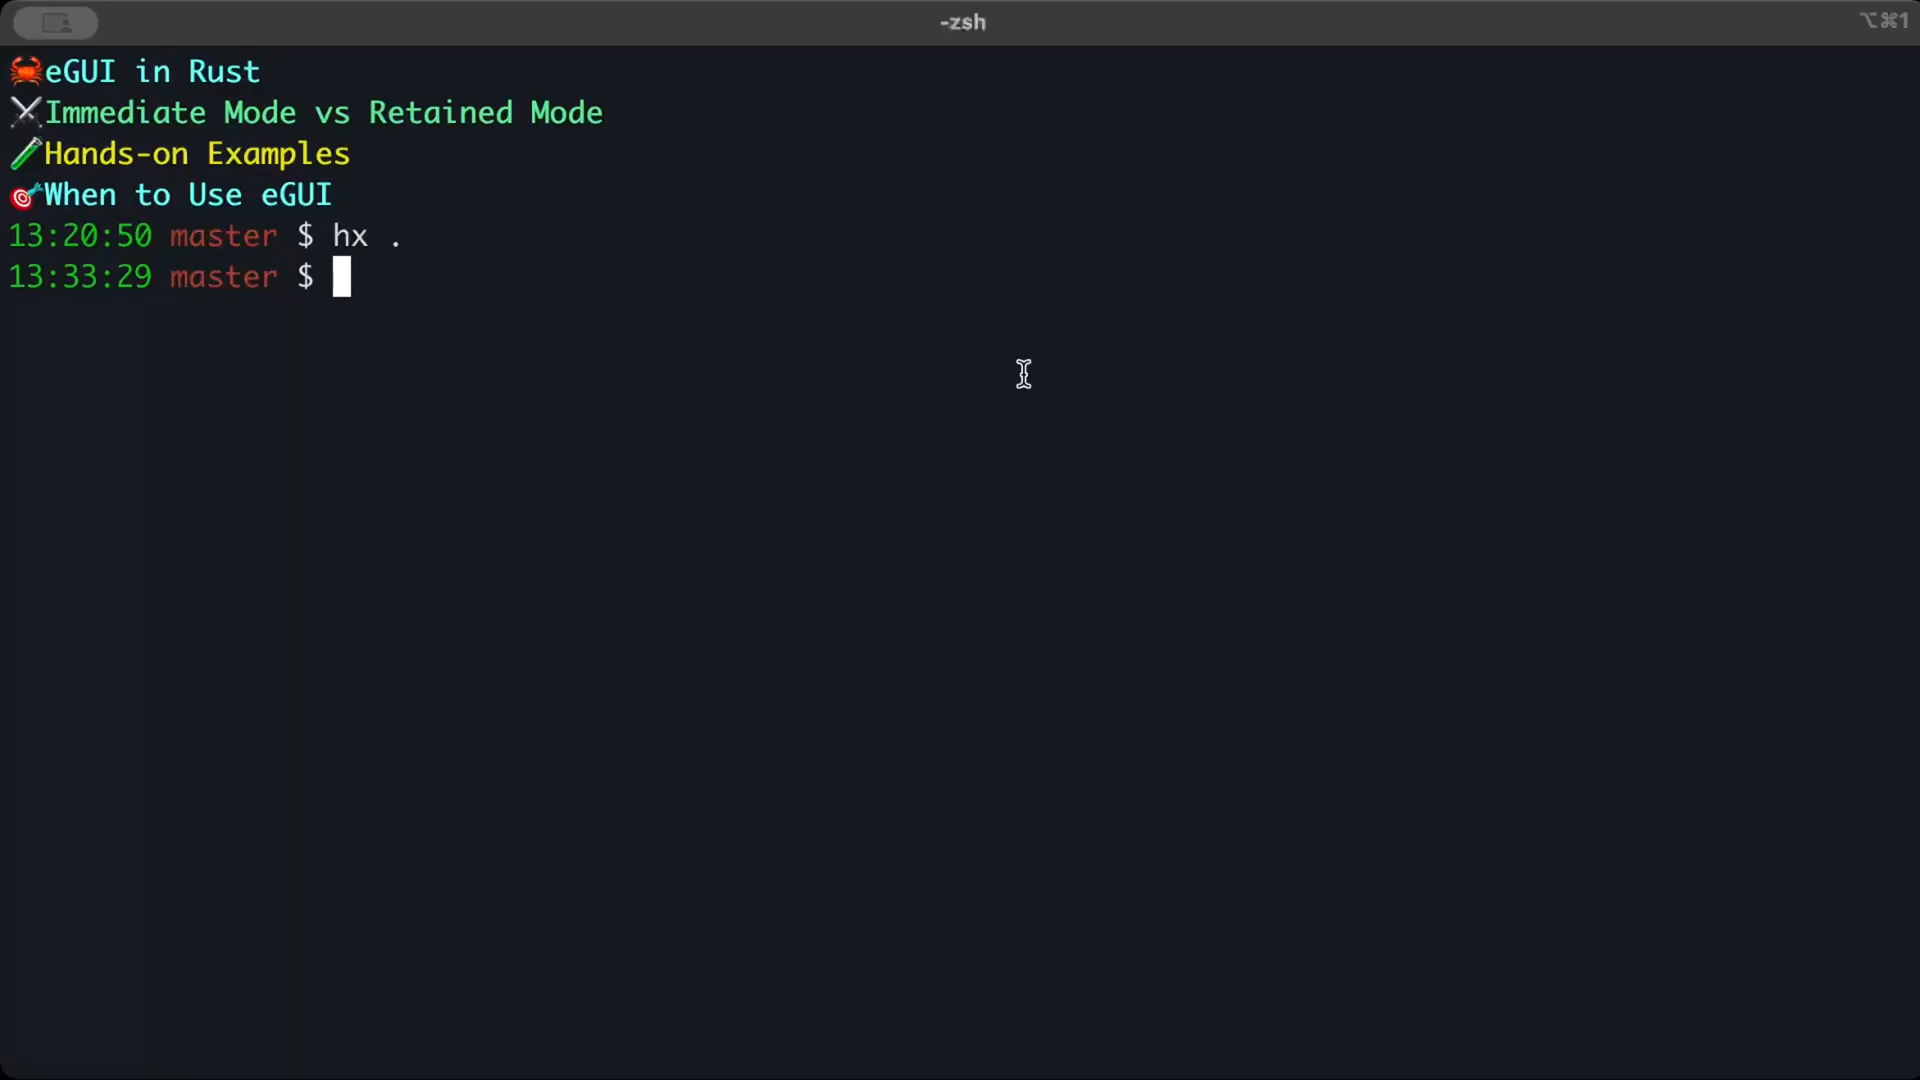 -zsh
⌥⌘1
🦀eGUI in Rust
⚔Immediate Mode vs Retained Mode
🧪Hands-on Examples
🎯When to Use eGUI
13:20:50 master $ hx .
13:33:29 master $